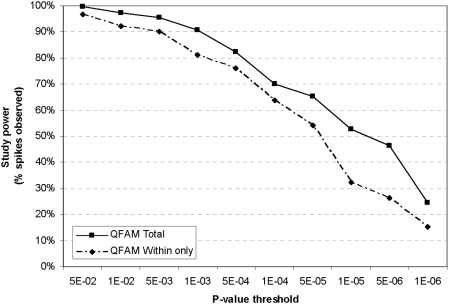 100%
90%
80%
70%
60%
50%
40%
30%
20%
10%
0%
Study power
(% spikes observed)
QFAM Total
QFAM Within only
5E-02 1E-02 5E-03 1E-03 5E-04 1E-04 5E-05 1E-05 5E-06 1E-06
P-value threshold